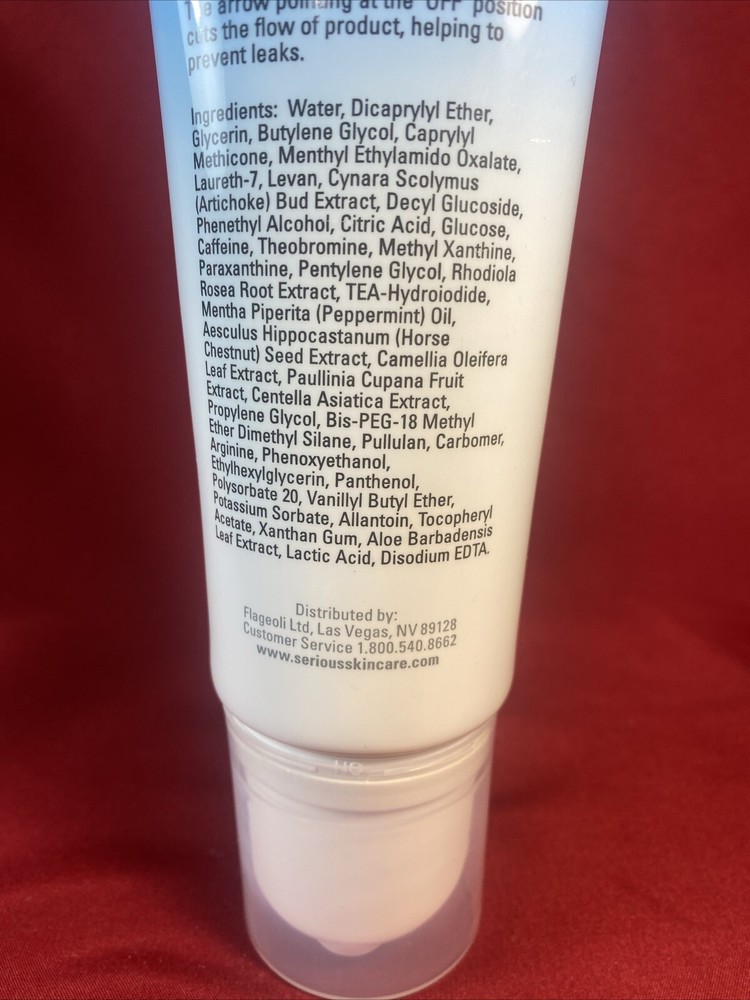 The arrow pointing at the "OFF" position
cuts the flow of product, helping to
prevent leaks.
Ingredients: Water, Dicaprylyl Ether,
Glycerin, Butylene Glycol, Caprylyl
Methicone, Menthyl Ethylamido Oxalate,
Laureth-7, Levan, Cynara Scolymus
(Artichoke) Bud Extract, Decyl Glucoside,
Phenethyl Alcohol, Citric Acid, Glucose,
Caffeine, Theobromine, Methyl Xanthine,
Paraxanthine, Pentylene Glycol, Rhodiola
Rosea Root Extract, TEA-Hydroiodide,
Mentha Piperita (Peppermint) Oil,
Aesculus Hippocastanum (Horse
Chestnut) Seed Extract, Camellia Oleifera
Leaf Extract, Paullinia Cupana Fruit
Extract, Centella Asiatica Extract,
Propylene Glycol, Bis-PEG-18 Methyl
Ether Dimethyl Silane, Pullulan, Carbomer,
Arginine, Phenoxyethanol,
Ethylhexylglycerin, Panthenol,
Polysorbate 20, Vanillyl Butyl Ether,
Potassium Sorbate, Allantoin, Tocopheryl
Acetate, Xanthan Gum, Aloe Barbadensis
Leaf Extract, Lactic Acid, Disodium EDTA.
Distributed by:
Flageoli Ltd, Las Vegas, NV 89128
Customer Service 1.800.540.8662
www.seriousskincare.com